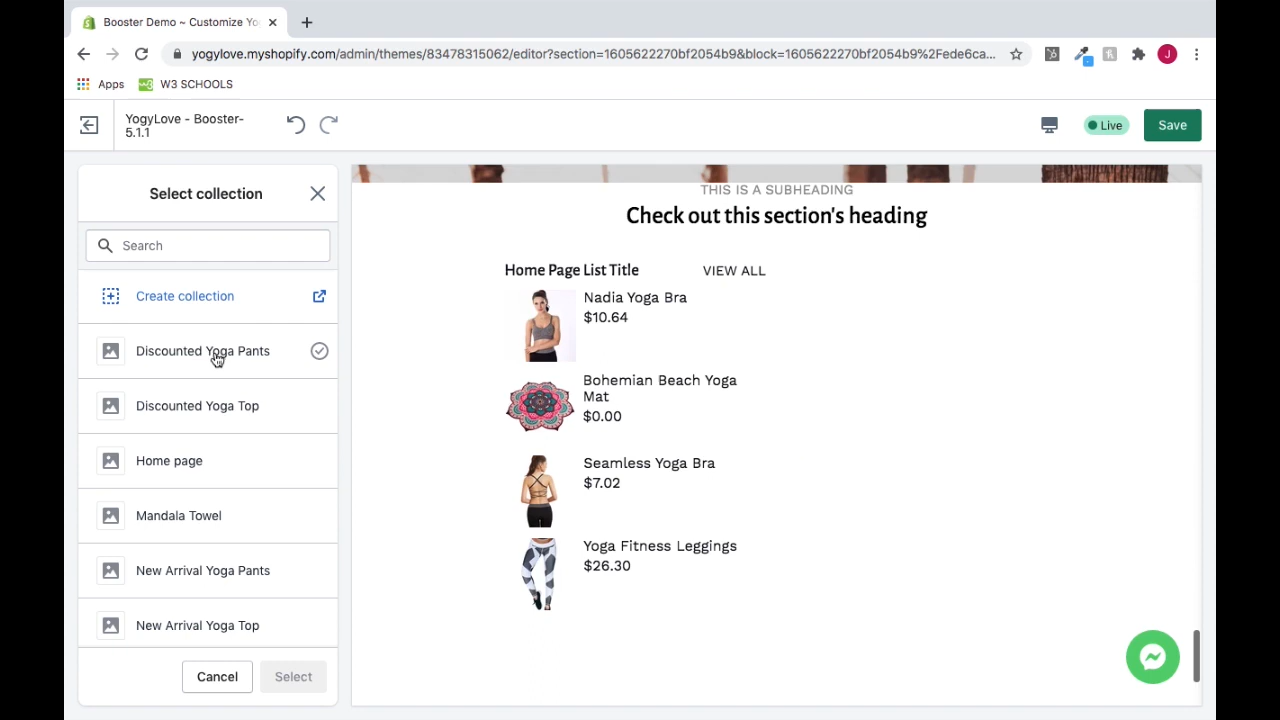 Booster Demo ~ Customize Yo
yogylove.myshopify.com/admin/themes/83478315062/editor?section=1605622270bf2054b9&block=1605622270bf2054b9%2Fede6ca...
J
Apps
W3 SCHOOLS
YogyLove - Booster-
5.1.1
Live
Save
Select collection
Search
Create collection
Discounted Yoga Pants
Discounted Yoga Top
Home page
Mandala Towel
New Arrival Yoga Pants
New Arrival Yoga Top
Cancel
Select
THIS IS A SUBHEADING
Check out this section's heading
Home Page List Title
VIEW ALL
Nadia Yoga Bra
$10.64
Bohemian Beach Yoga
Mat
$0.00
Seamless Yoga Bra
$7.02
Yoga Fitness Leggings
$26.30